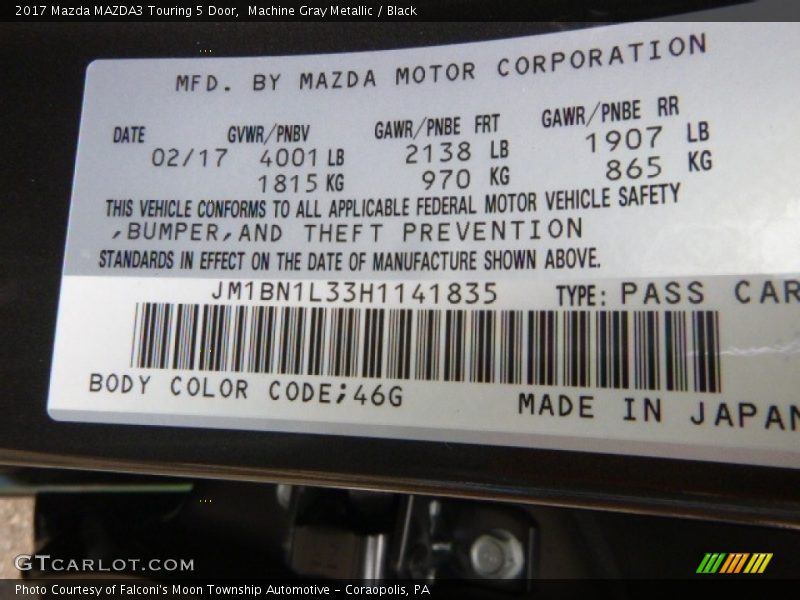 2017 Mazda MAZDA3 Touring 5 Door,  Machine Gray Metallic / Black
MFD. BY MAZDA MOTOR CORPORATION
DATE GVWR/PNBV GAWR/PNBE FRT GAWR/PNBE RR
02/17 4001 LB 2138 LB 1907 LB
1815 KG 970 KG 865 KG
THIS VEHICLE CONFORMS TO ALL APPLICABLE FEDERAL MOTOR VEHICLE SAFETY
,BUMPER,AND THEFT PREVENTION
STANDARDS IN EFFECT ON THE DATE OF MANUFACTURE SHOWN ABOVE.
JM1BN1L33H1141835 TYPE: PASS CAR
BODY COLOR CODE;46G
MADE IN JAPAN
GTCARLOT.COM
Photo Courtesy of Falconi's Moon Township Automotive - Coraopolis, PA